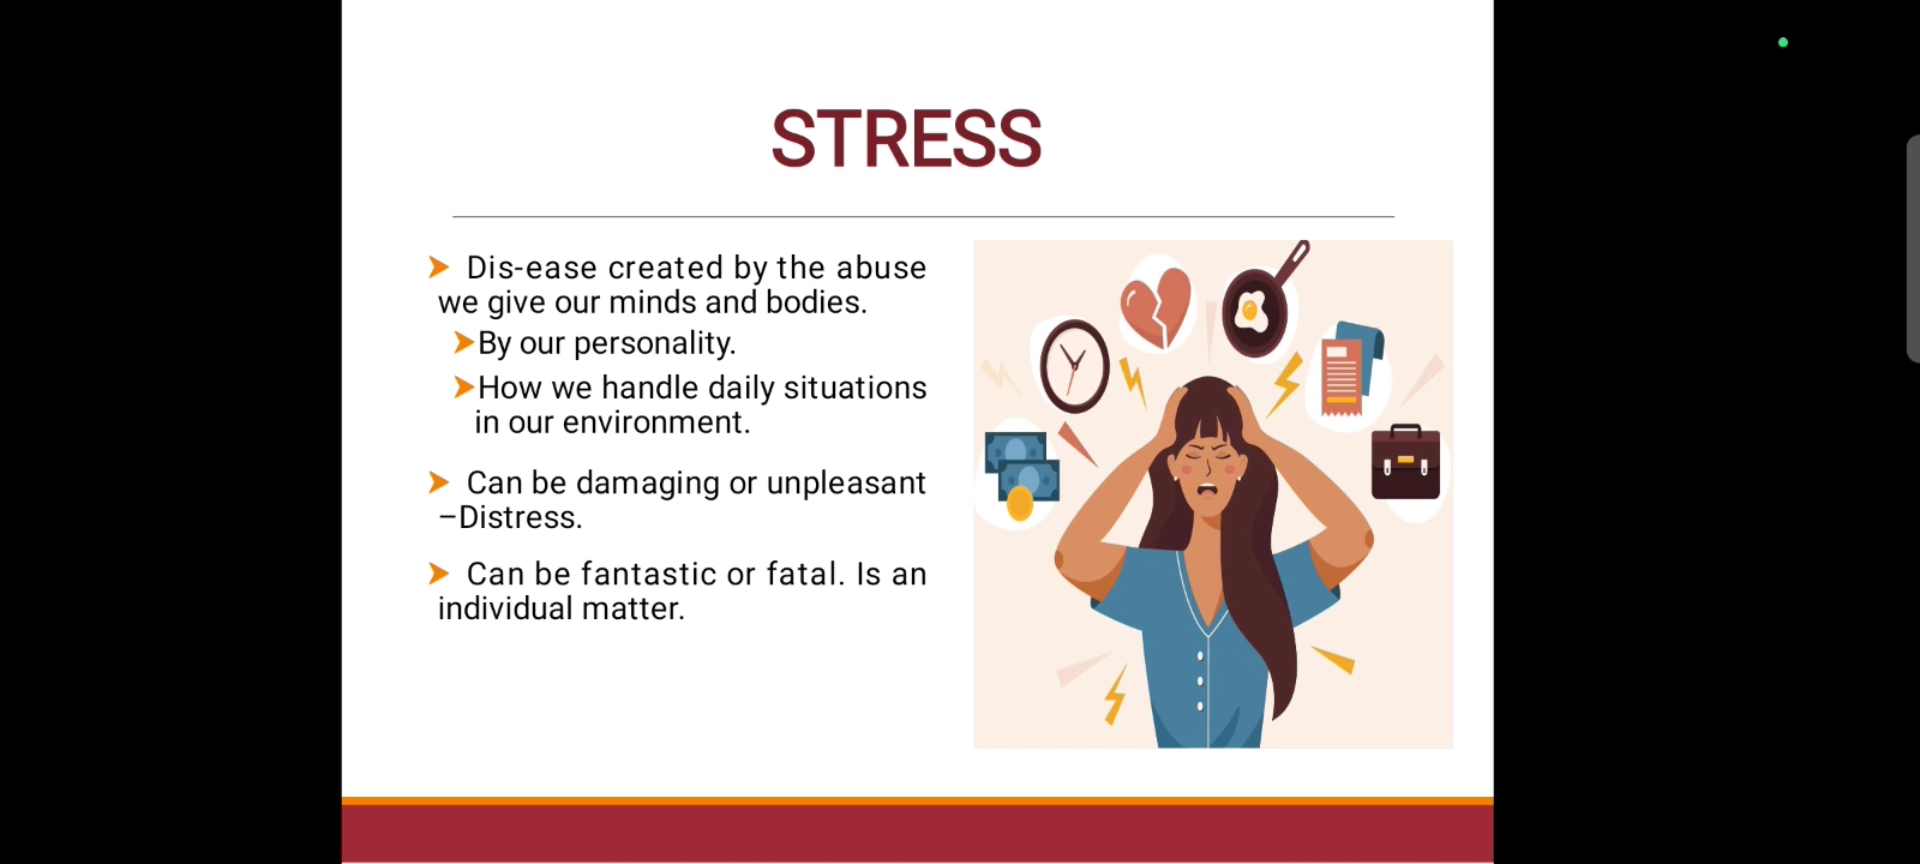 STRESS
Dis-ease created by the abuse
we give our minds and bodies.
By our personality.
How we handle daily situations
in our environment.
Can be damaging or unpleasant
–Distress.
Can be fantastic or fatal. Is an
individual matter.